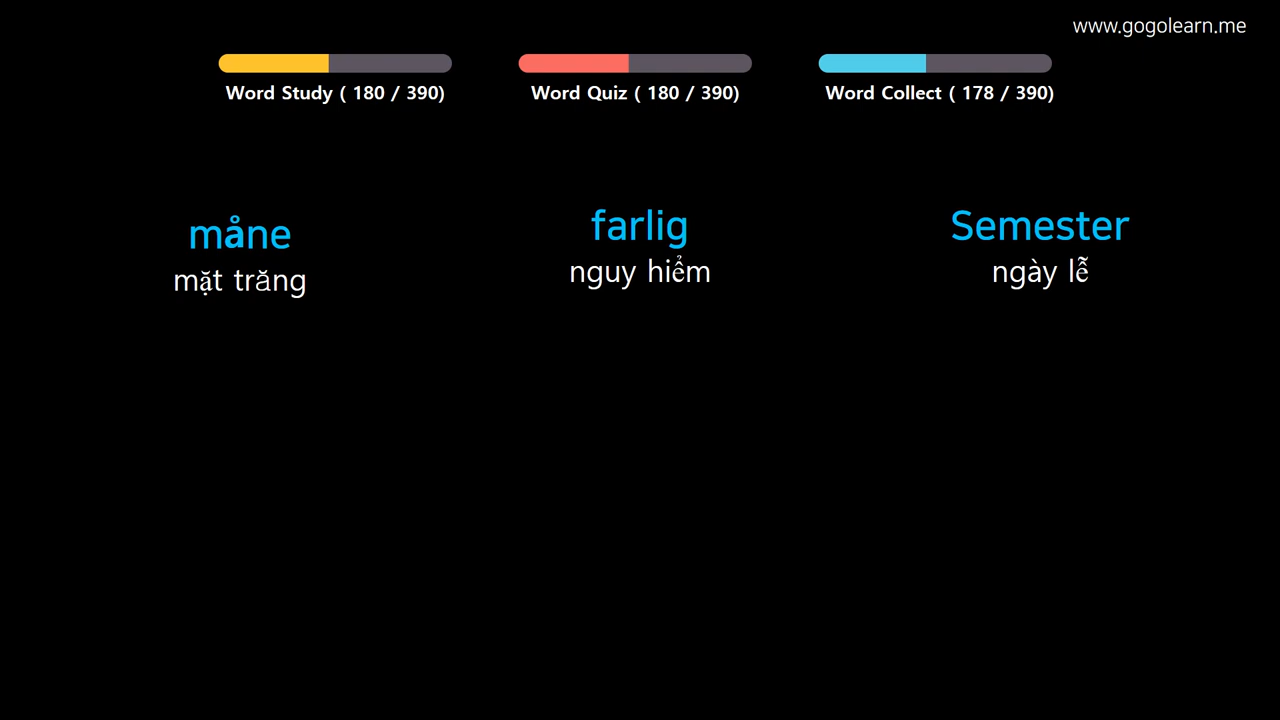 www.gogolearn.me
Word Study ( 180 / 390)
Word Quiz ( 180 / 390)
Word Collect ( 178 / 390)
måne
mặt trăng
farlig
nguy hiểm
Semester
ngày lễ